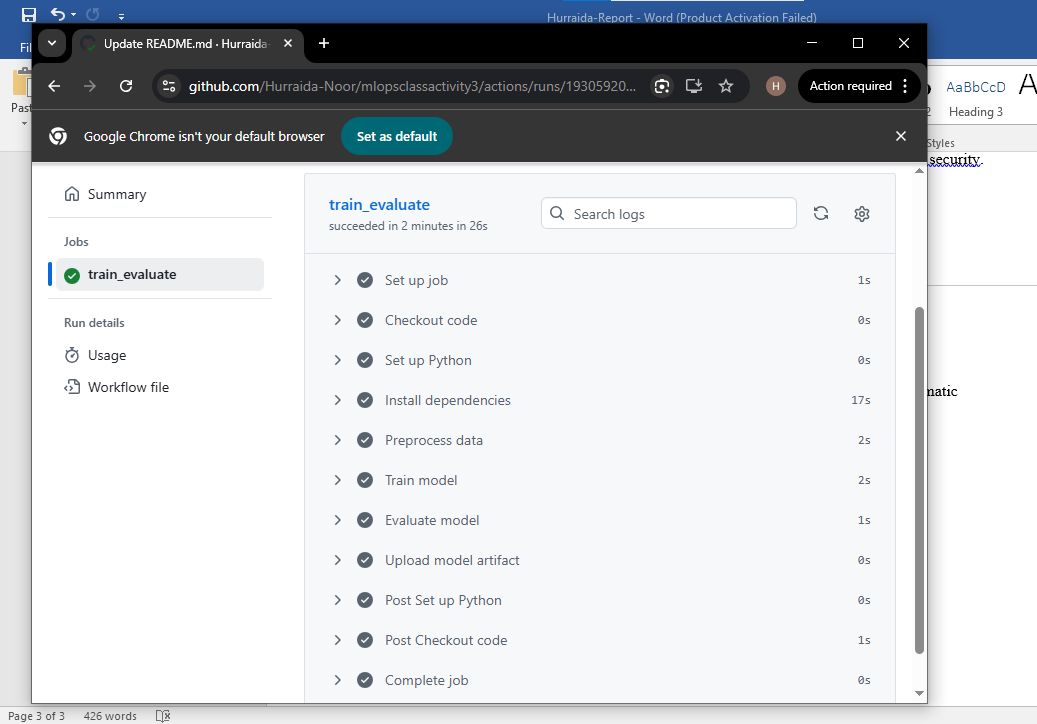 Hurraida-Report - Word (Product Activation Failed)
Update README.md · Hurraida-
github.com/Hurraida-Noor/mlopsclassactivity3/actions/runs/19305920...
H
Action required
Google Chrome isn't your default browser
Set as default
Fi
Past
AaBbCcD
2
Heading 3
Styles
security.
matic
Summary
Jobs
train_evaluate
Run details
Usage
Workflow file
train_evaluate
succeeded in 2 minutes in 26s
Search logs
Set up job 1s
Checkout code 0s
Set up Python 0s
Install dependencies 17s
Preprocess data 2s
Train model 2s
Evaluate model 1s
Upload model artifact 0s
Post Set up Python 0s
Post Checkout code 1s
Complete job 0s
Page 3 of 3 426 words